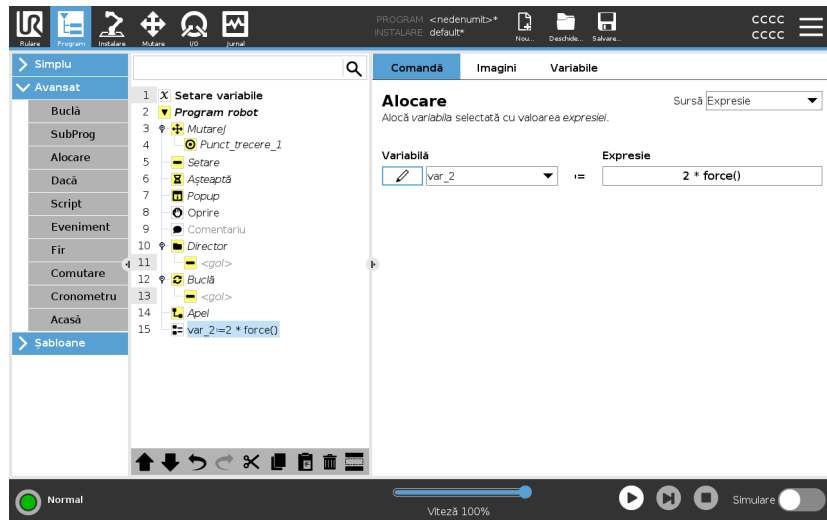 PROGRAM <nedenumit>*
INSTALARE default*
cccc
cccc
Rulare Program Instalare Mutare I/O Jurnal
Nou... Deschide... Salvare...
Simplu
Avansat
Buclă
SubProg
Alocare
Dacă
Script
Eveniment
Fir
Comutare
Cronometru
Acasă
Șabloane
1 X Setare variabile
2 Program robot
3 MutareJ
4 Punct_trecere_1
5 Setare
6 Așteaptă
7 Popup
8 Oprire
9 Comentariu
10 Director
11 <gol>
12 Buclă
13 <gol>
14 Apel
15 var_2:=2 * force()
Comandă Imagini Variabile
Alocare
Sursă Expresie
Alocă variabila selectată cu valoarea expresiei.
Variabilă Expresie
var_2 := 2 * force()
Normal
Viteză 100%
Simulare